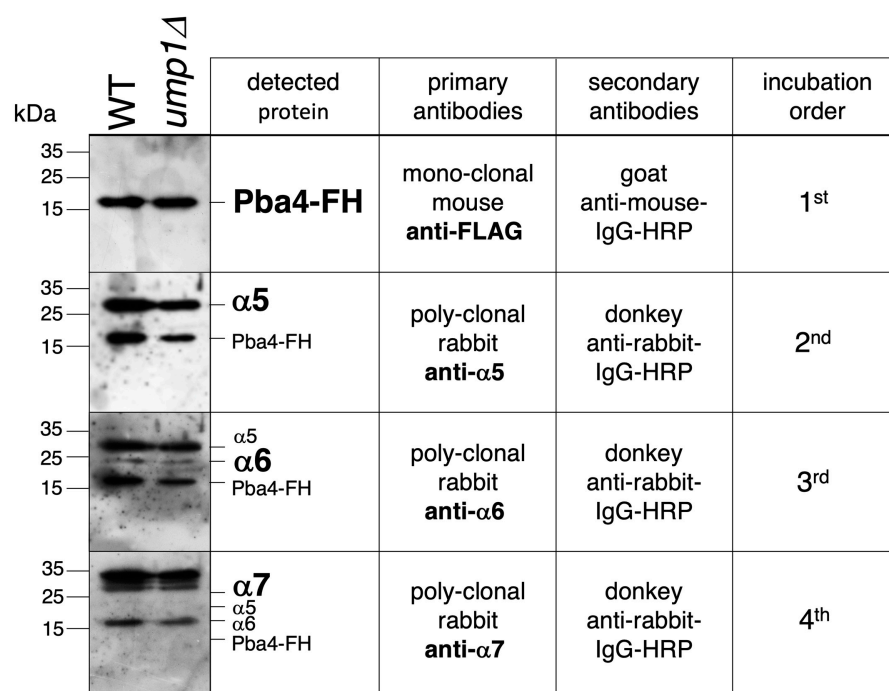 kDa
WT
ump1Δ
detected
protein
primary
antibodies
secondary
antibodies
incubation
order
35
25
15
Pba4-FH
mono-clonal
mouse
anti-FLAG
goat
anti-mouse-
IgG-HRP
1st
35
25
15
α5
Pba4-FH
poly-clonal
rabbit
anti-α5
donkey
anti-rabbit-
IgG-HRP
2nd
35
25
15
α5
α6
Pba4-FH
poly-clonal
rabbit
anti-α6
donkey
anti-rabbit-
IgG-HRP
3rd
35
25
15
α7
α5
α6
Pba4-FH
poly-clonal
rabbit
anti-α7
donkey
anti-rabbit-
IgG-HRP
4th